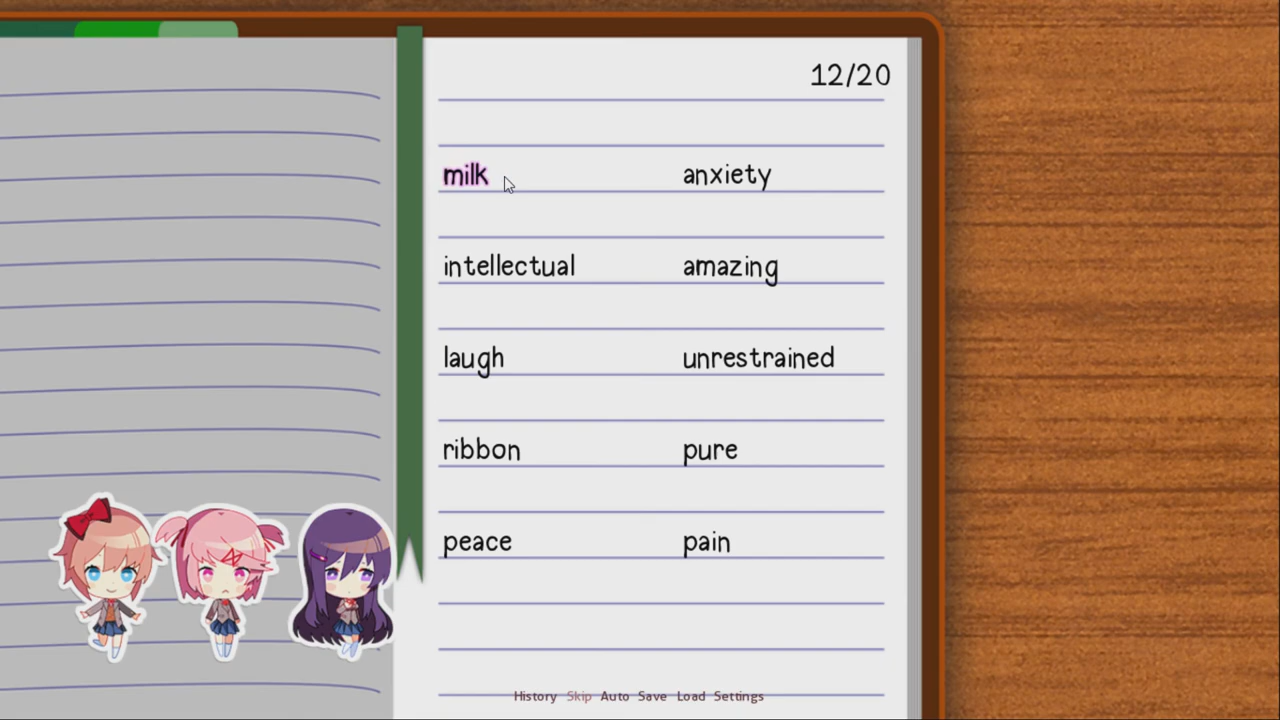 12/20
milk anxiety
intellectual amazing
laugh unrestrained
ribbon pure
peace pain
History Skip Auto Save Load Settings